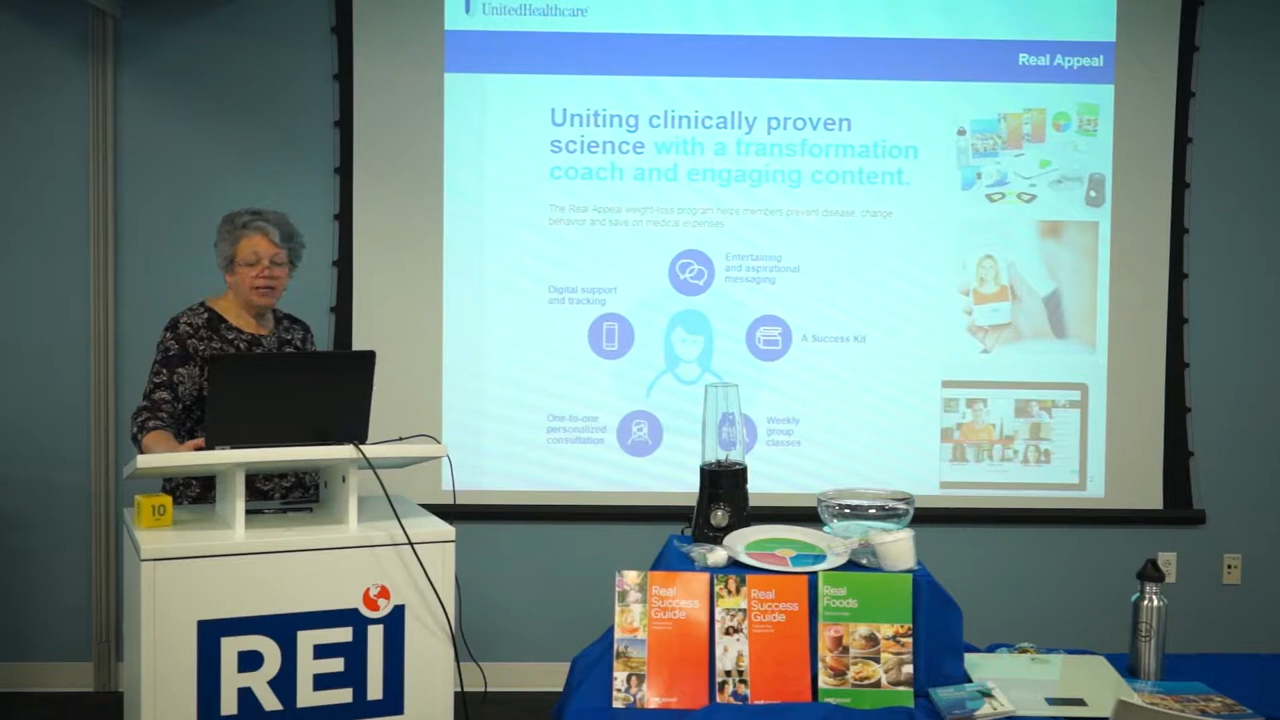 UnitedHealthcare
Real Appeal
Uniting clinically proven
science with a transformation
coach and engaging content.
The Real Appeal weight-loss program helps members prevent disease, change
behavior and save on medical expenses
Entertaining
and aspirational
messaging
Digital support
and tracking
A Success Kit
One-to-one
personalized
consultation
Weekly
group
classes
10
REI
Real
Success
Guide
Real
Success
Guide
Real
Foods